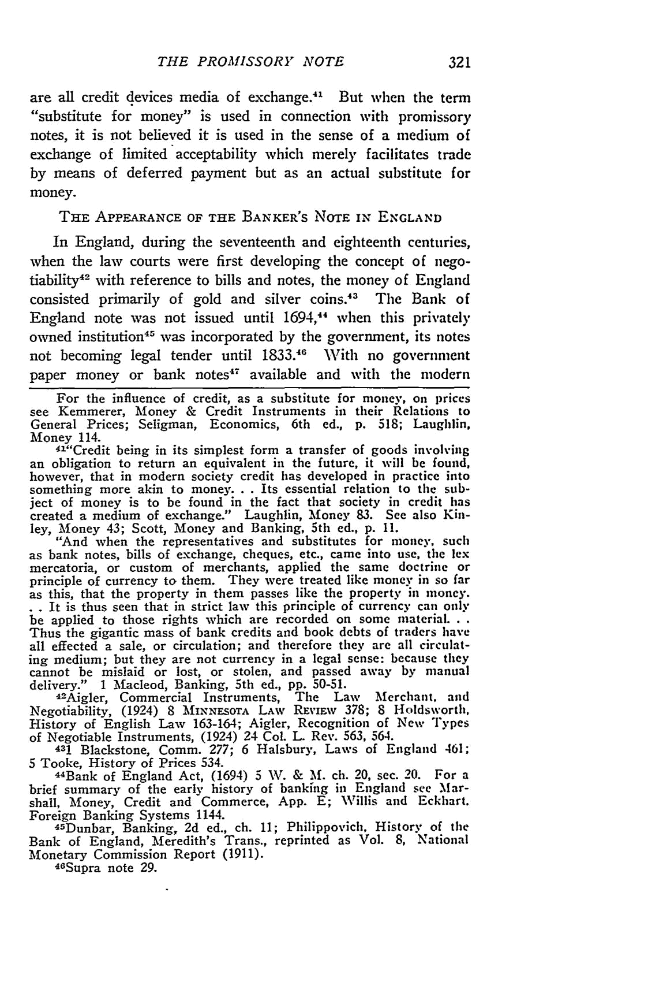 THE PROMISSORY NOTE 321
are all credit devices media of exchange.⁴¹ But when the term
“substitute for money” is used in connection with promissory
notes, it is not believed it is used in the sense of a medium of
exchange of limited acceptability which merely facilitates trade
by means of deferred payment but as an actual substitute for
money.
THE APPEARANCE OF THE BANKER'S NOTE IN ENGLAND
In England, during the seventeenth and eighteenth centuries,
when the law courts were first developing the concept of nego-
tiability⁴² with reference to bills and notes, the money of England
consisted primarily of gold and silver coins.⁴³ The Bank of
England note was not issued until 1694,⁴⁴ when this privately
owned institution⁴⁵ was incorporated by the government, its notes
not becoming legal tender until 1833.⁴⁶ With no government
paper money or bank notes⁴⁷ available and with the modern
For the influence of credit, as a substitute for money, on prices
see Kemmerer, Money & Credit Instruments in their Relations to
General Prices; Seligman, Economics, 6th ed., p. 518; Laughlin,
Money 114.
⁴¹“Credit being in its simplest form a transfer of goods involving
an obligation to return an equivalent in the future, it will be found,
however, that in modern society credit has developed in practice into
something more akin to money. . . Its essential relation to the sub-
ject of money is to be found in the fact that society in credit has
created a medium of exchange.” Laughlin, Money 83. See also Kin-
ley, Money 43; Scott, Money and Banking, 5th ed., p. 11.
“And when the representatives and substitutes for money, such
as bank notes, bills of exchange, cheques, etc., came into use, the lex
mercatoria, or custom of merchants, applied the same doctrine or
principle of currency to them. They were treated like money in so far
as this, that the property in them passes like the property in money.
. . It is thus seen that in strict law this principle of currency can only
be applied to those rights which are recorded on some material. . .
Thus the gigantic mass of bank credits and book debts of traders have
all effected a sale, or circulation; and therefore they are all circulat-
ing medium; but they are not currency in a legal sense: because they
cannot be mislaid or lost, or stolen, and passed away by manual
delivery.” 1 Macleod, Banking, 5th ed., pp. 50-51.
⁴²Aigler, Commercial Instruments, The Law Merchant, and
Negotiability, (1924) 8 MINNESOTA LAW REVIEW 378; 8 Holdsworth,
History of English Law 163-164; Aigler, Recognition of New Types
of Negotiable Instruments, (1924) 24 Col. L. Rev. 563, 564.
⁴³1 Blackstone, Comm. 277; 6 Halsbury, Laws of England 461;
5 Tooke, History of Prices 534.
⁴⁴Bank of England Act, (1694) 5 W. & M. ch. 20, sec. 20. For a
brief summary of the early history of banking in England see Mar-
shall, Money, Credit and Commerce, App. E; Willis and Eckhart,
Foreign Banking Systems 1144.
⁴⁵Dunbar, Banking, 2d ed., ch. 11; Philippovich, History of the
Bank of England, Meredith's Trans., reprinted as Vol. 8, National
Monetary Commission Report (1911).
⁴⁶Supra note 29.